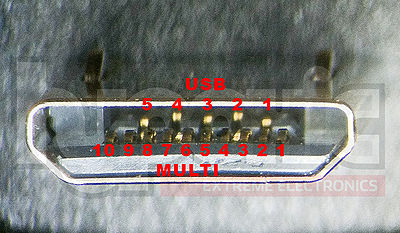 USB
5 4 3 2 1
10 9 8 7 6 5 4 3 2 1
MULTI
EXTREME ELECTRONICS